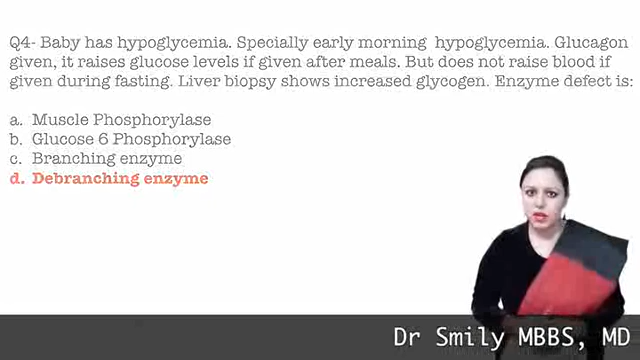 Q4- Baby has hypoglycemia. Specially early morning hypoglycemia. Glucagon
given, it raises glucose levels if given after meals. But does not raise blood if
given during fasting. Liver biopsy shows increased glycogen. Enzyme defect is:
a. Muscle Phosphorylase
b. Glucose 6 Phosphorylase
c. Branching enzyme
d. Debranching enzyme
Dr Smily MBBS, MD